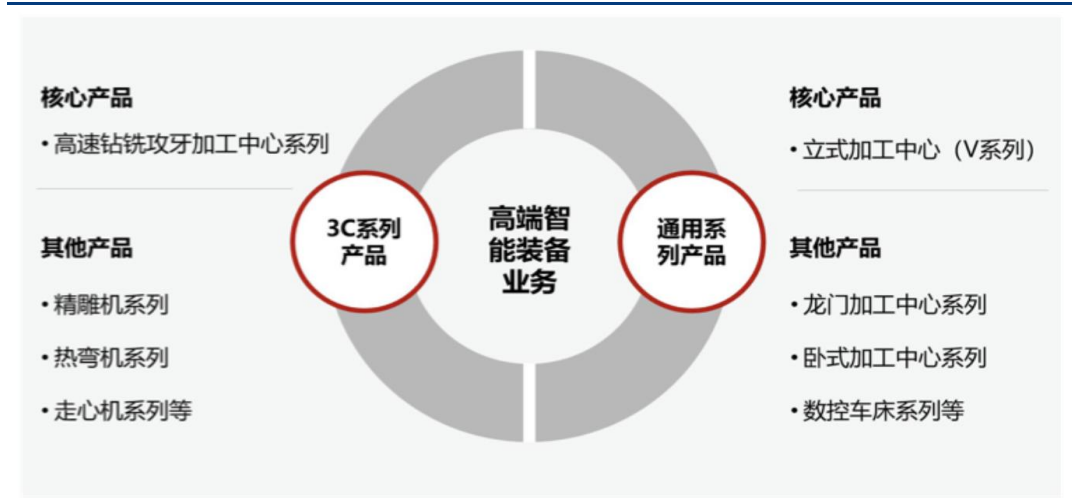 核心产品
• 高速钻铣攻牙加工中心系列
其他产品
• 精雕机系列
• 热弯机系列
• 走心机系列等
3C系列
产品
高端智
能装备
业务
通用系
列产品
核心产品
• 立式加工中心（V系列）
其他产品
• 龙门加工中心系列
• 卧式加工中心系列
• 数控车床系列等